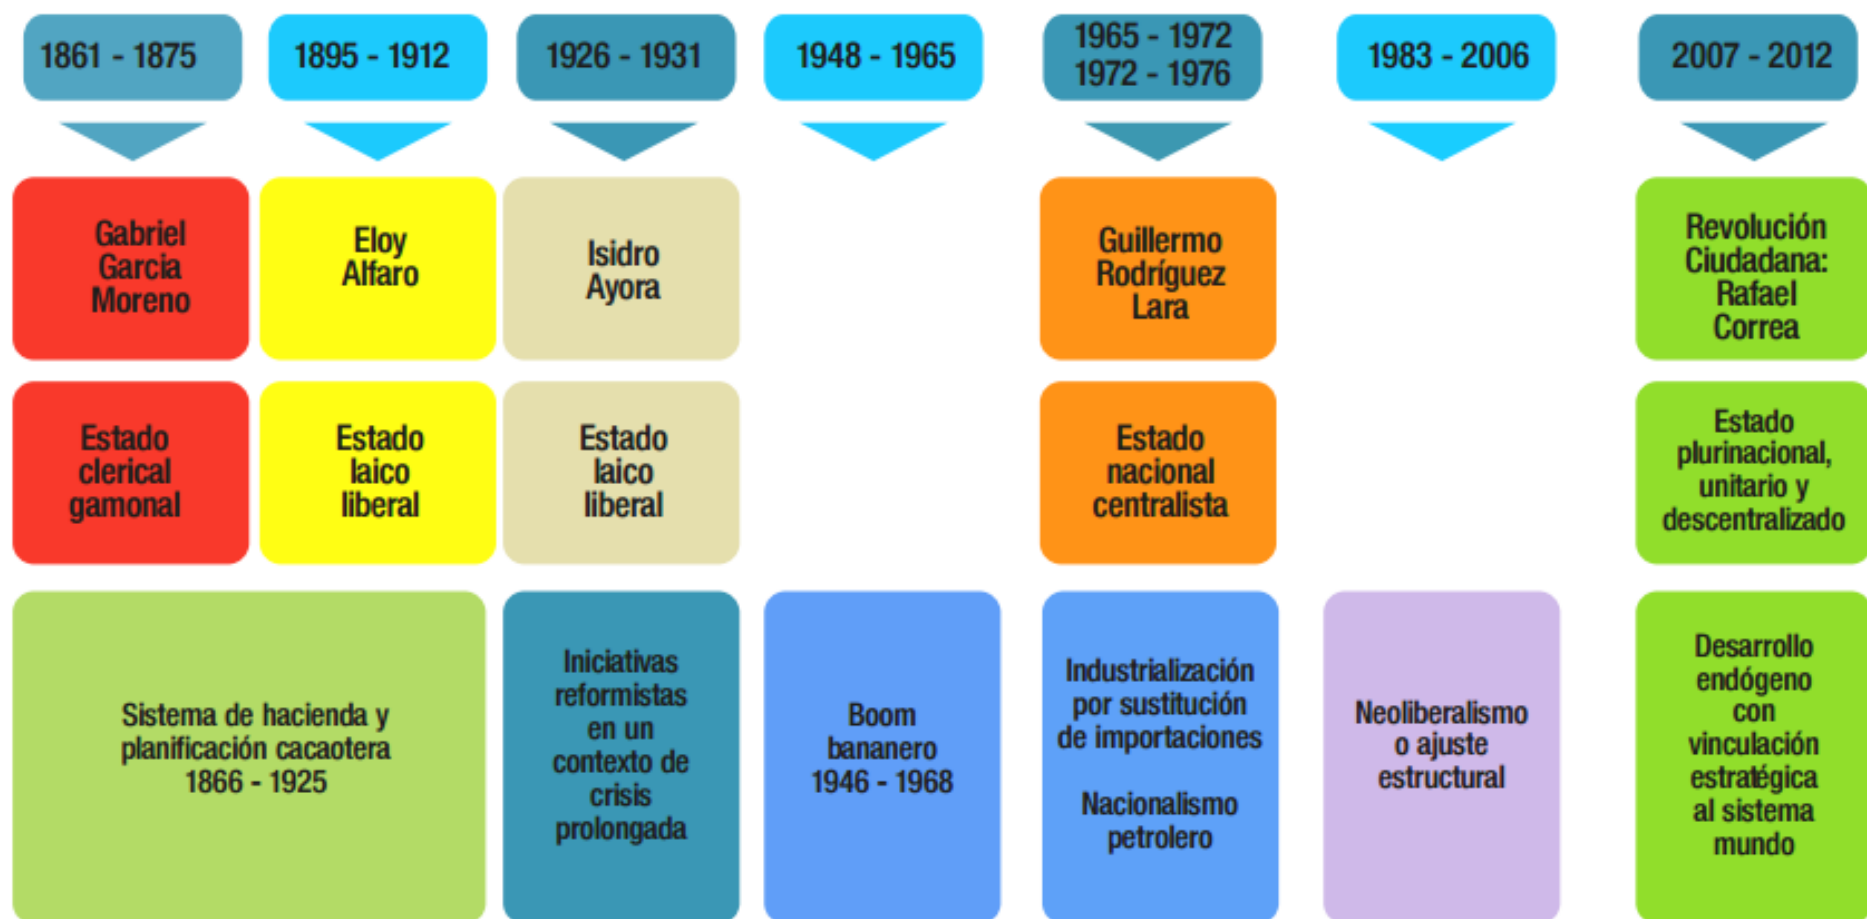 1861 - 1875
1895 - 1912
1926 - 1931
1948 - 1965
1965 - 1972
1972 - 1976
1983 - 2006
2007 - 2012
Gabriel
Garcia
Moreno
Eloy
Alfaro
Isidro
Ayora
Guillermo
Rodríguez
Lara
Revolución
Ciudadana:
Rafael
Correa
Estado
clerical
gamonal
Estado
laico
liberal
Estado
laico
liberal
Estado
nacional
centralista
Estado
plurinacional,
unitario y
descentralizado
Sistema de hacienda y
planificación cacaotera
1866 - 1925
Iniciativas
reformistas
en un
contexto de
crisis
prolongada
Boom
bananero
1946 - 1968
Industrialización
por sustitución
de importaciones
Nacionalismo
petrolero
Neoliberalismo
o ajuste
estructural
Desarrollo
endógeno
con
vinculación
estratégica
al sistema
mundo